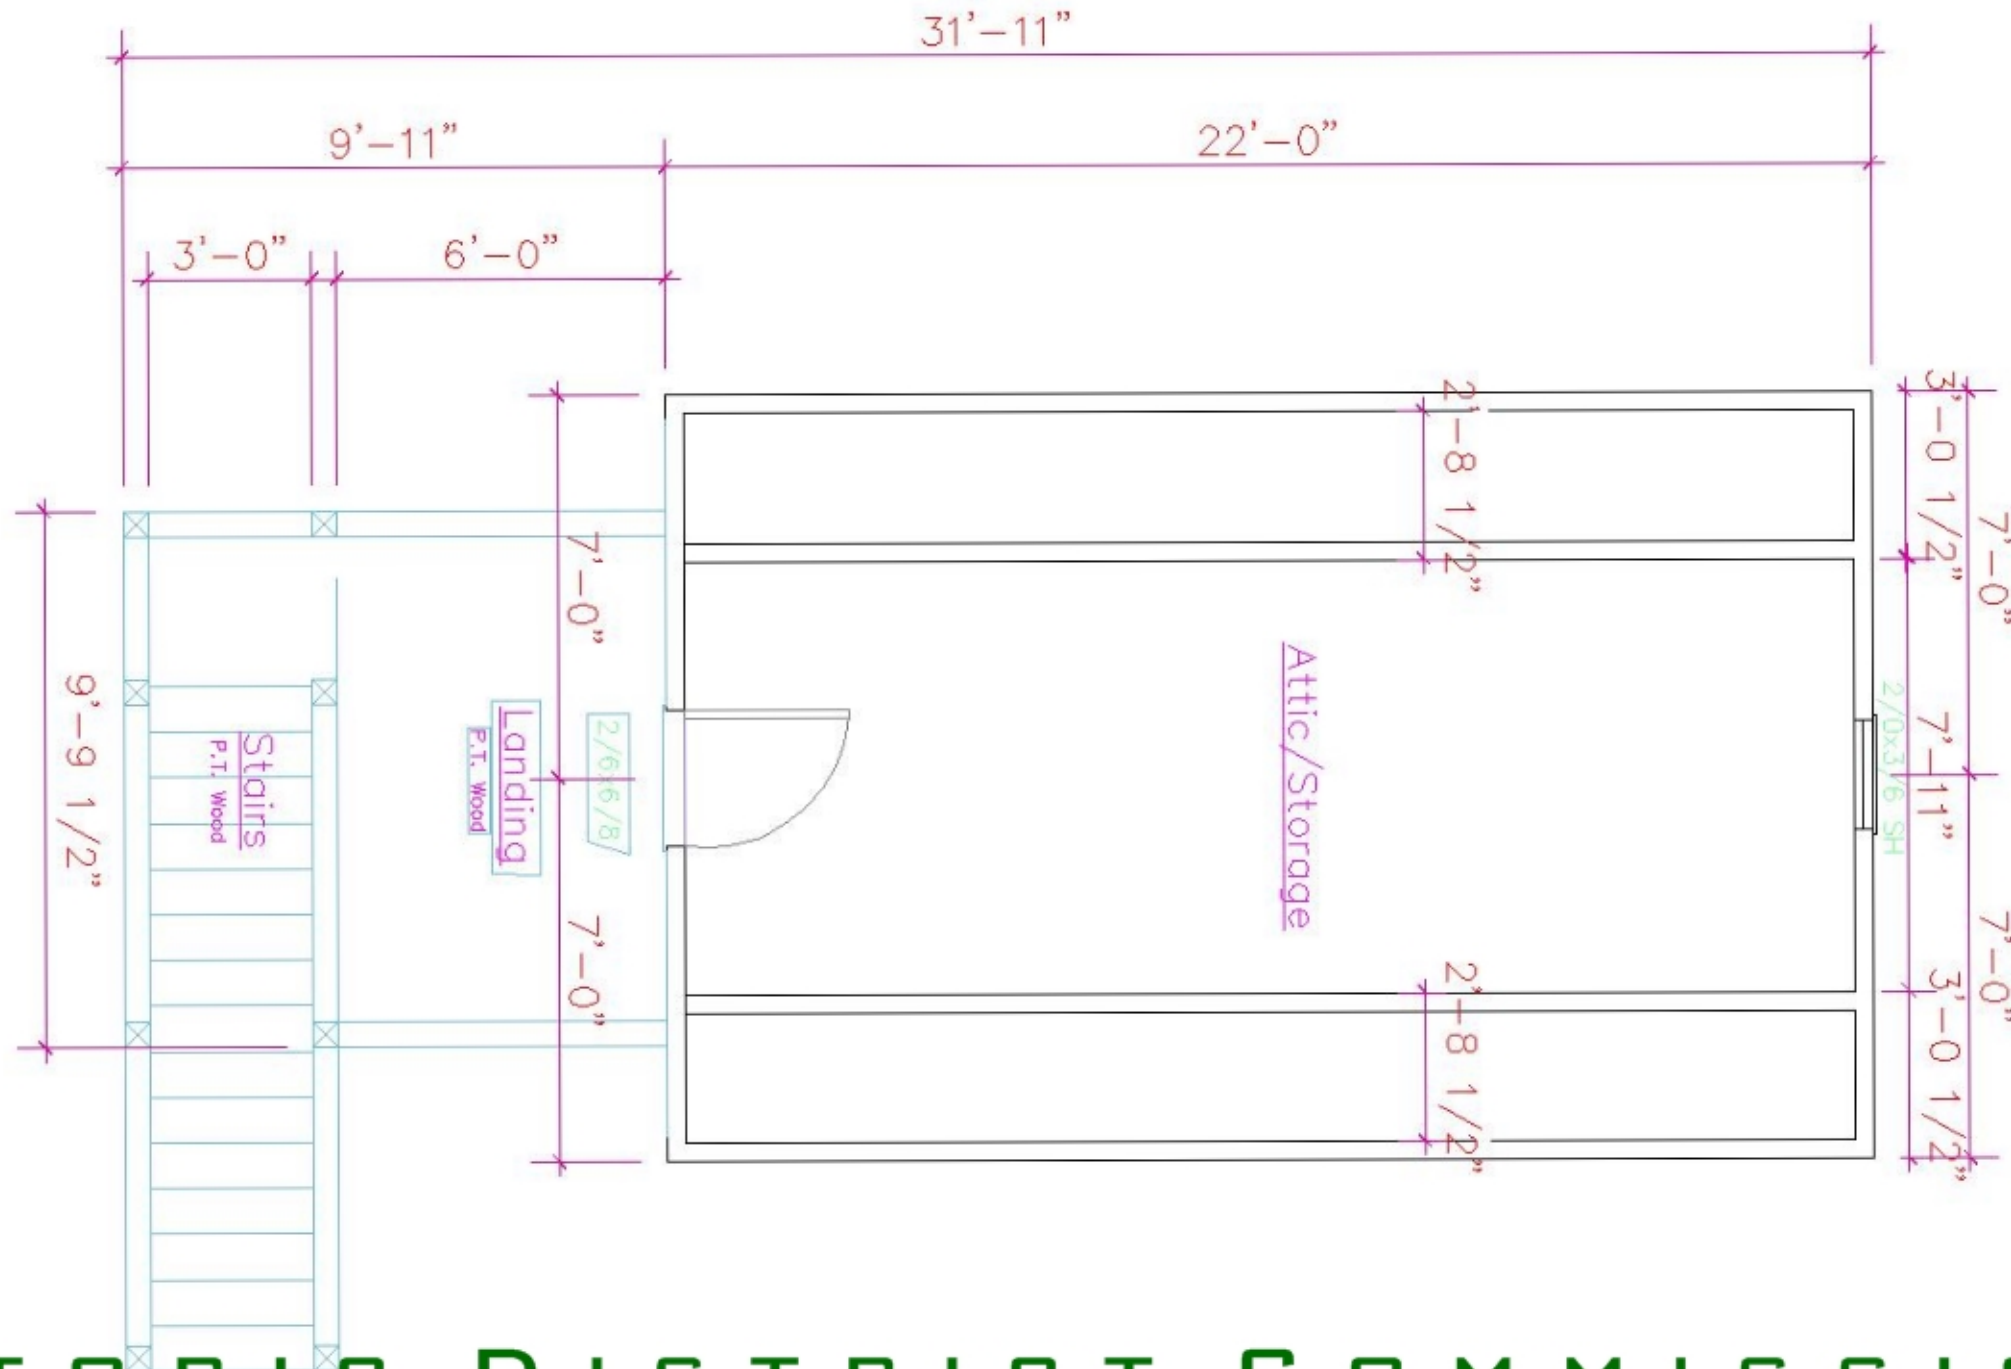 31'-11"
9'-11"
22'-0"
3'-0"
6'-0"
2'-8 1/2"
3'-0 1/2"
7'-0"
7'-0"
Attic/Storage
2/0x3/6 SH
7'-11"
9'-9 1/2"
Stairs
P.T. Wood
Landing
P.T. Wood
2/6x6/8
7'-0"
2'-8 1/2"
3'-0 1/2"
7'-0"
District